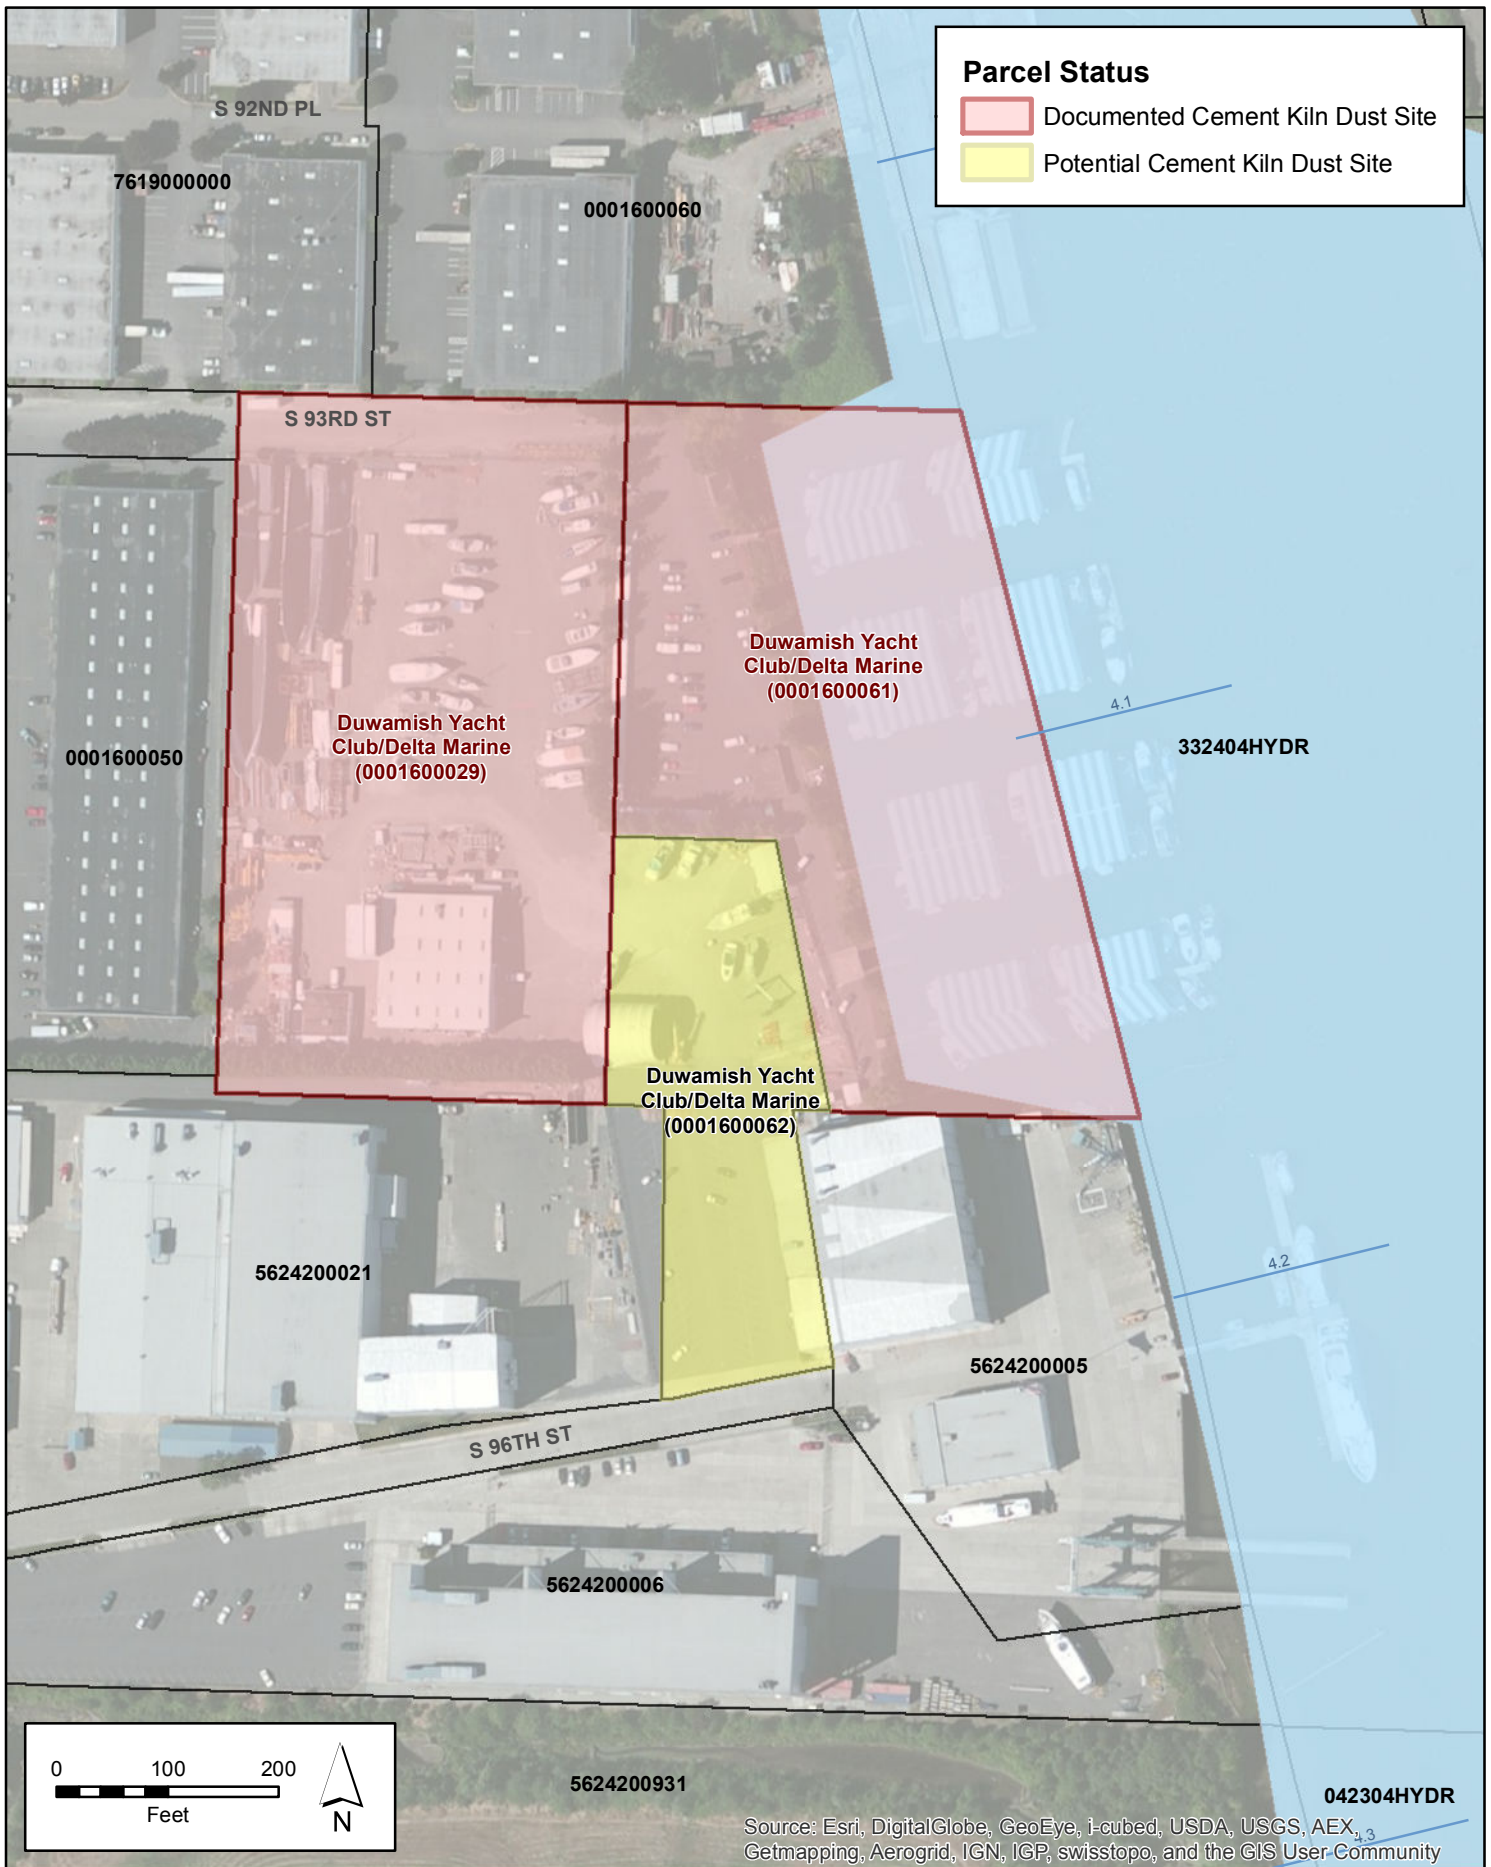 Parcel Status
Documented Cement Kiln Dust Site
Potential Cement Kiln Dust Site
S 92ND PL
7619000000
0001600060
S 93RD ST
Duwamish Yacht
Club/Delta Marine
(0001600061)
Duwamish Yacht
Club/Delta Marine
(0001600029)
4.1
332404HYDR
0001600050
Duwamish Yacht
Club/Delta Marine
(0001600062)
4.2
5624200021
5624200005
S 96TH ST
5624200006
0 100 200
Feet
N
5624200931
042304HYDR
4.3
Source: Esri, DigitalGlobe, GeoEye, i-cubed, USDA, USGS, AEX,
Getmapping, Aerogrid, IGN, IGP, swisstopo, and the GIS User Community